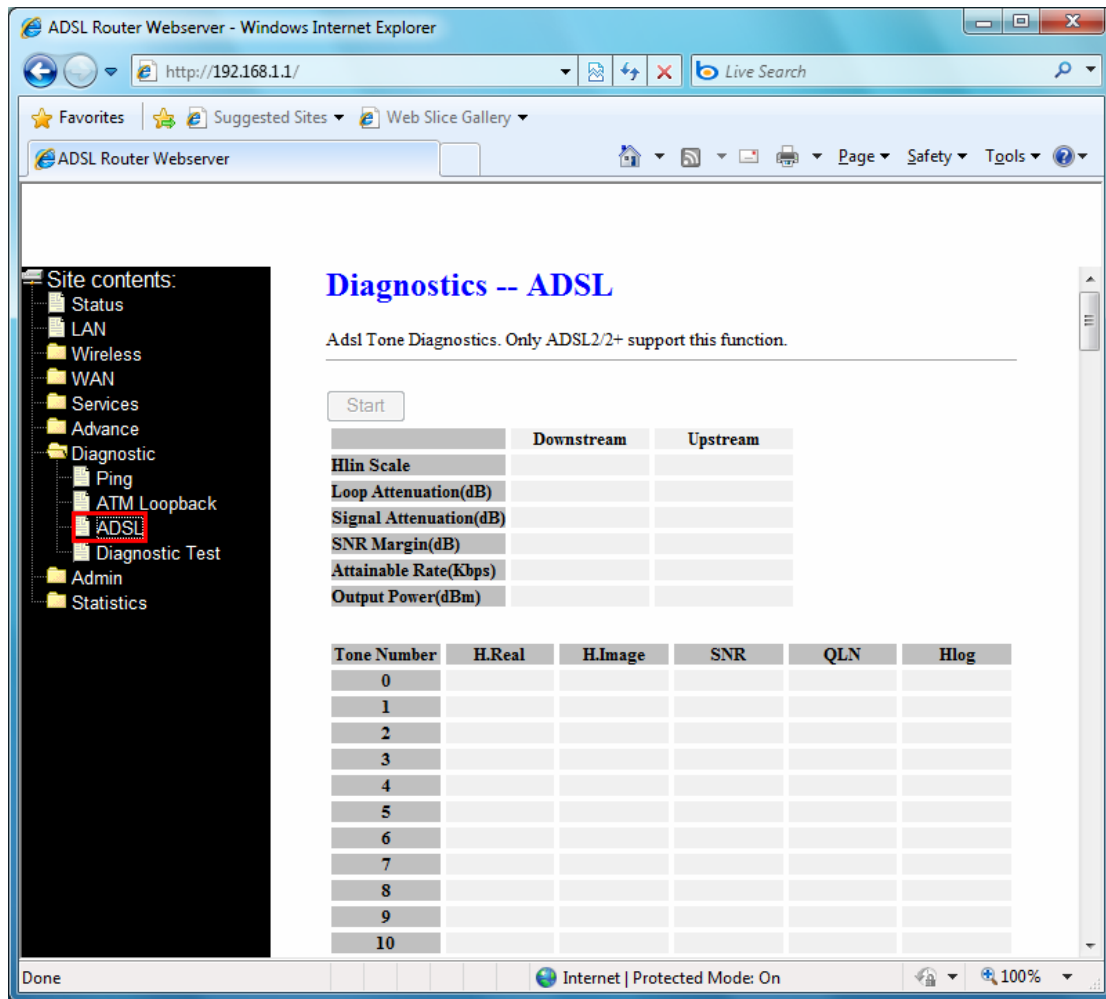 ADSL Router Webserver - Windows Internet Explorer
http://192.168.1.1/
Live Search
Favorites Suggested Sites Web Slice Gallery
ADSL Router Webserver Page Safety Tools
Site contents:
Status
LAN
Wireless
WAN
Services
Advance
Diagnostic
Ping
ATM Loopback
ADSL
Diagnostic Test
Admin
Statistics
Diagnostics -- ADSL
Adsl Tone Diagnostics. Only ADSL2/2+ support this function.
Start
Downstream Upstream
Hlin Scale
Loop Attenuation(dB)
Signal Attenuation(dB)
SNR Margin(dB)
Attainable Rate(Kbps)
Output Power(dBm)
Tone Number H.Real H.Image SNR QLN Hlog
0
1
2
3
4
5
6
7
8
9
10
Done Internet | Protected Mode: On 100%